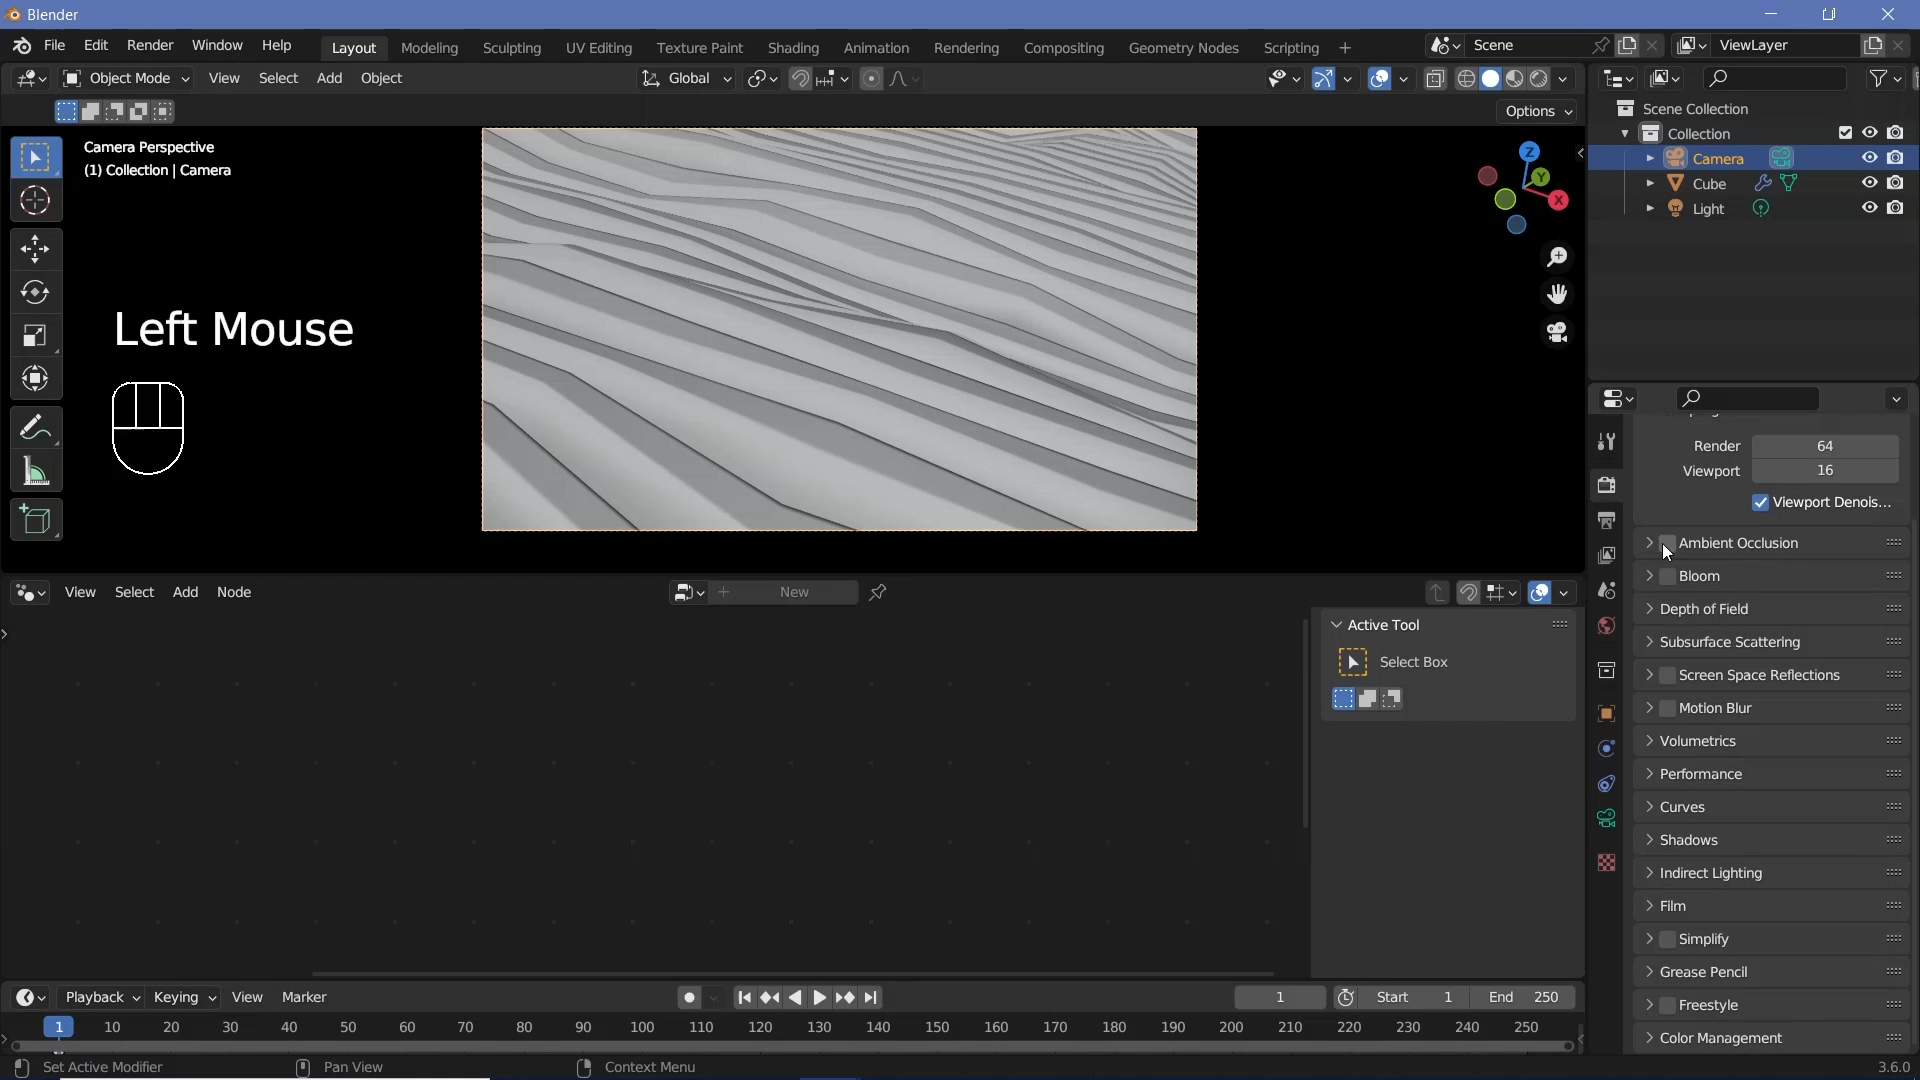 Blender
File Edit Render Window Help
Layout Modeling Sculpting UV Editing Texture Paint Shading Animation Rendering Compositing Geometry Nodes Scripting +
Scene
ViewLayer
Object Mode View Select Add Object
Global
Options
Camera Perspective
(1) Collection | Camera
Left Mouse
Z
Y
X
Scene Collection
Collection
Camera
Cube
Light
Render 64
Viewport 16
Viewport Denois...
Ambient Occlusion
Bloom
Depth of Field
Subsurface Scattering
Screen Space Reflections
Motion Blur
Volumetrics
Performance
Curves
Shadows
Indirect Lighting
Film
Simplify
Grease Pencil
Freestyle
Color Management
View Select Add Node
New
Active Tool
Select Box
Playback Keying View Marker
1
Start 1 End 250
1 10 20 30 40 50 60 70 80 90 100 110 120 130 140 150 160 170 180 190 200 210 220 230 240 250
Set Active Modifier
Pan View
Context Menu
3.6.0